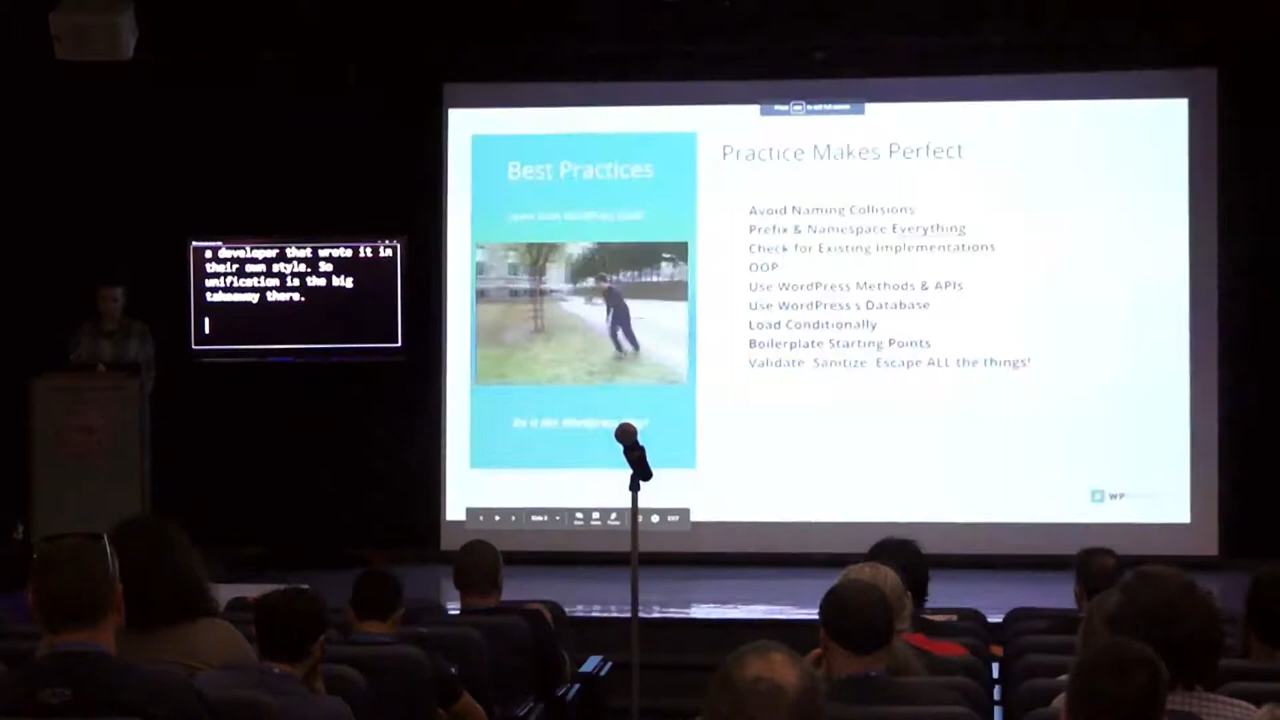 a developer that wrote it in
their own style. So
unification is the big
takeaway there.
Best Practices
Practice Makes Perfect
Avoid Naming Collisions
Prefix & Namespace Everything
Check for Existing Implementations
OOP
Use WordPress Methods & APIs
Use WordPress s Database
Load Conditionally
Boilerplate Starting Points
Validate Sanitize Escape ALL the things!
WP